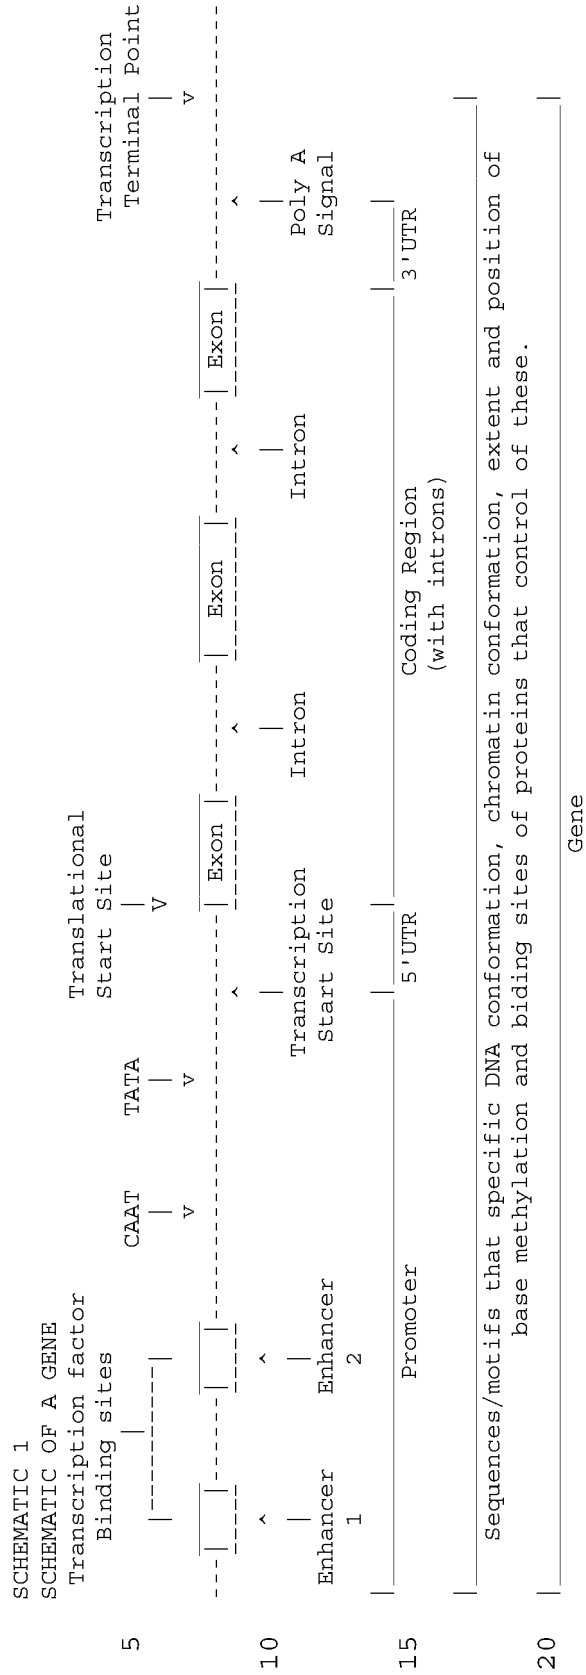 SCHEMATIC 1
SCHEMATIC OF A GENE
Transcription factor
Binding sites
CAAT
TATA
Translational
Start Site
Transcription
Terminal Point
5
Exon
Exon
Exon
10
Enhancer
1
Enhancer
2
Transcription
Start Site
Intron
Intron
Poly A
Signal
15
Promoter
5'UTR
Coding Region
(with introns)
3'UTR
Sequences/motifs that specific DNA conformation, chromatin conformation, extent and position of
base methylation and biding sites of proteins that control of these.
20
Gene